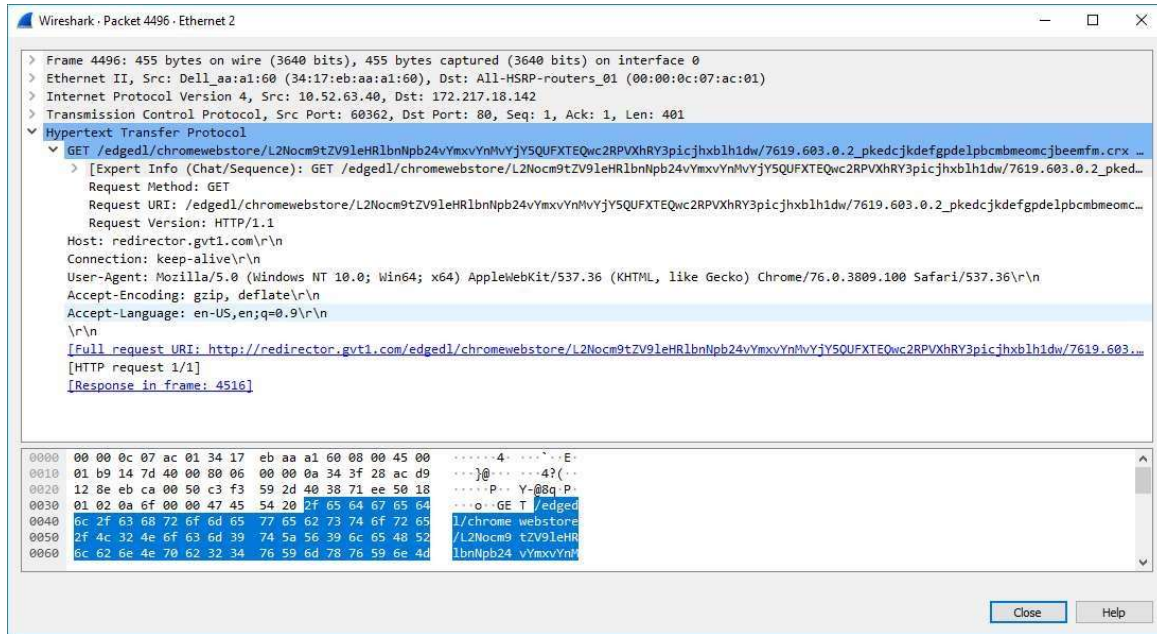 Wireshark · Packet 4496 · Ethernet 2
> Frame 4496: 455 bytes on wire (3640 bits), 455 bytes captured (3640 bits) on interface 0
> Ethernet II, Src: Dell_aa:a1:60 (34:17:eb:aa:a1:60), Dst: All-HSRP-routers_01 (00:00:0c:07:ac:01)
> Internet Protocol Version 4, Src: 10.52.63.40, Dst: 172.217.18.142
> Transmission Control Protocol, Src Port: 60362, Dst Port: 80, Seq: 1, Ack: 1, Len: 401
Hypertext Transfer Protocol
GET /edgedl/chromewebstore/L2Nocm9tZV9leHRlbnNpb24vYmxvYnMvYjY5QUFXTEQwc2RPVXhRY3picjhxblh1dw/7619.603.0.2_pkedcjkdefgpdelpbcmbmeomcjbeemfm.crx …
> [Expert Info (Chat/Sequence): GET /edgedl/chromewebstore/L2Nocm9tZV9leHRlbnNpb24vYmxvYnMvYjY5QUFXTEQwc2RPVXhRY3picjhxblh1dw/7619.603.0.2_pked…
Request Method: GET
Request URI: /edgedl/chromewebstore/L2Nocm9tZV9leHRlbnNpb24vYmxvYnMvYjY5QUFXTEQwc2RPVXhRY3picjhxblh1dw/7619.603.0.2_pkedcjkdefgpdelpbcmbmeomc…
Request Version: HTTP/1.1
Host: redirector.gvt1.com\r\n
Connection: keep-alive\r\n
User-Agent: Mozilla/5.0 (Windows NT 10.0; Win64; x64) AppleWebKit/537.36 (KHTML, like Gecko) Chrome/76.0.3809.100 Safari/537.36\r\n
Accept-Encoding: gzip, deflate\r\n
Accept-Language: en-US,en;q=0.9\r\n
\r\n
[Full request URI: http://redirector.gvt1.com/edgedl/chromewebstore/L2Nocm9tZV9leHRlbnNpb24vYmxvYnMvYjY5QUFXTEQwc2RPVXhRY3picjhxblh1dw/7619.603.…
[HTTP request 1/1]
[Response in frame: 4516]
0000 00 00 0c 07 ac 01 34 17 eb aa a1 60 08 00 45 00 ······4· ···`··E·
0010 01 b9 14 7d 40 00 80 06 00 00 0a 34 3f 28 ac d9 ···}@··· ···4?(··
0020 12 8e eb ca 00 50 c3 f3 59 2d 40 38 71 ee 50 18 ·····P·· Y-@8q·P·
0030 01 02 0a 6f 00 00 47 45 54 20 2f 65 64 67 65 64 ···o··GE T /edged
0040 6c 2f 63 68 72 6f 6d 65 77 65 62 73 74 6f 72 65 l/chrome webstore
0050 2f 4c 32 4e 6f 63 6d 39 74 5a 56 39 6c 65 48 52 /L2Nocm9 tZV9leHR
0060 6c 62 6e 4e 70 62 32 34 76 59 6d 78 76 59 6e 4d lbnNpb24 vYmxvYnM
Close Help